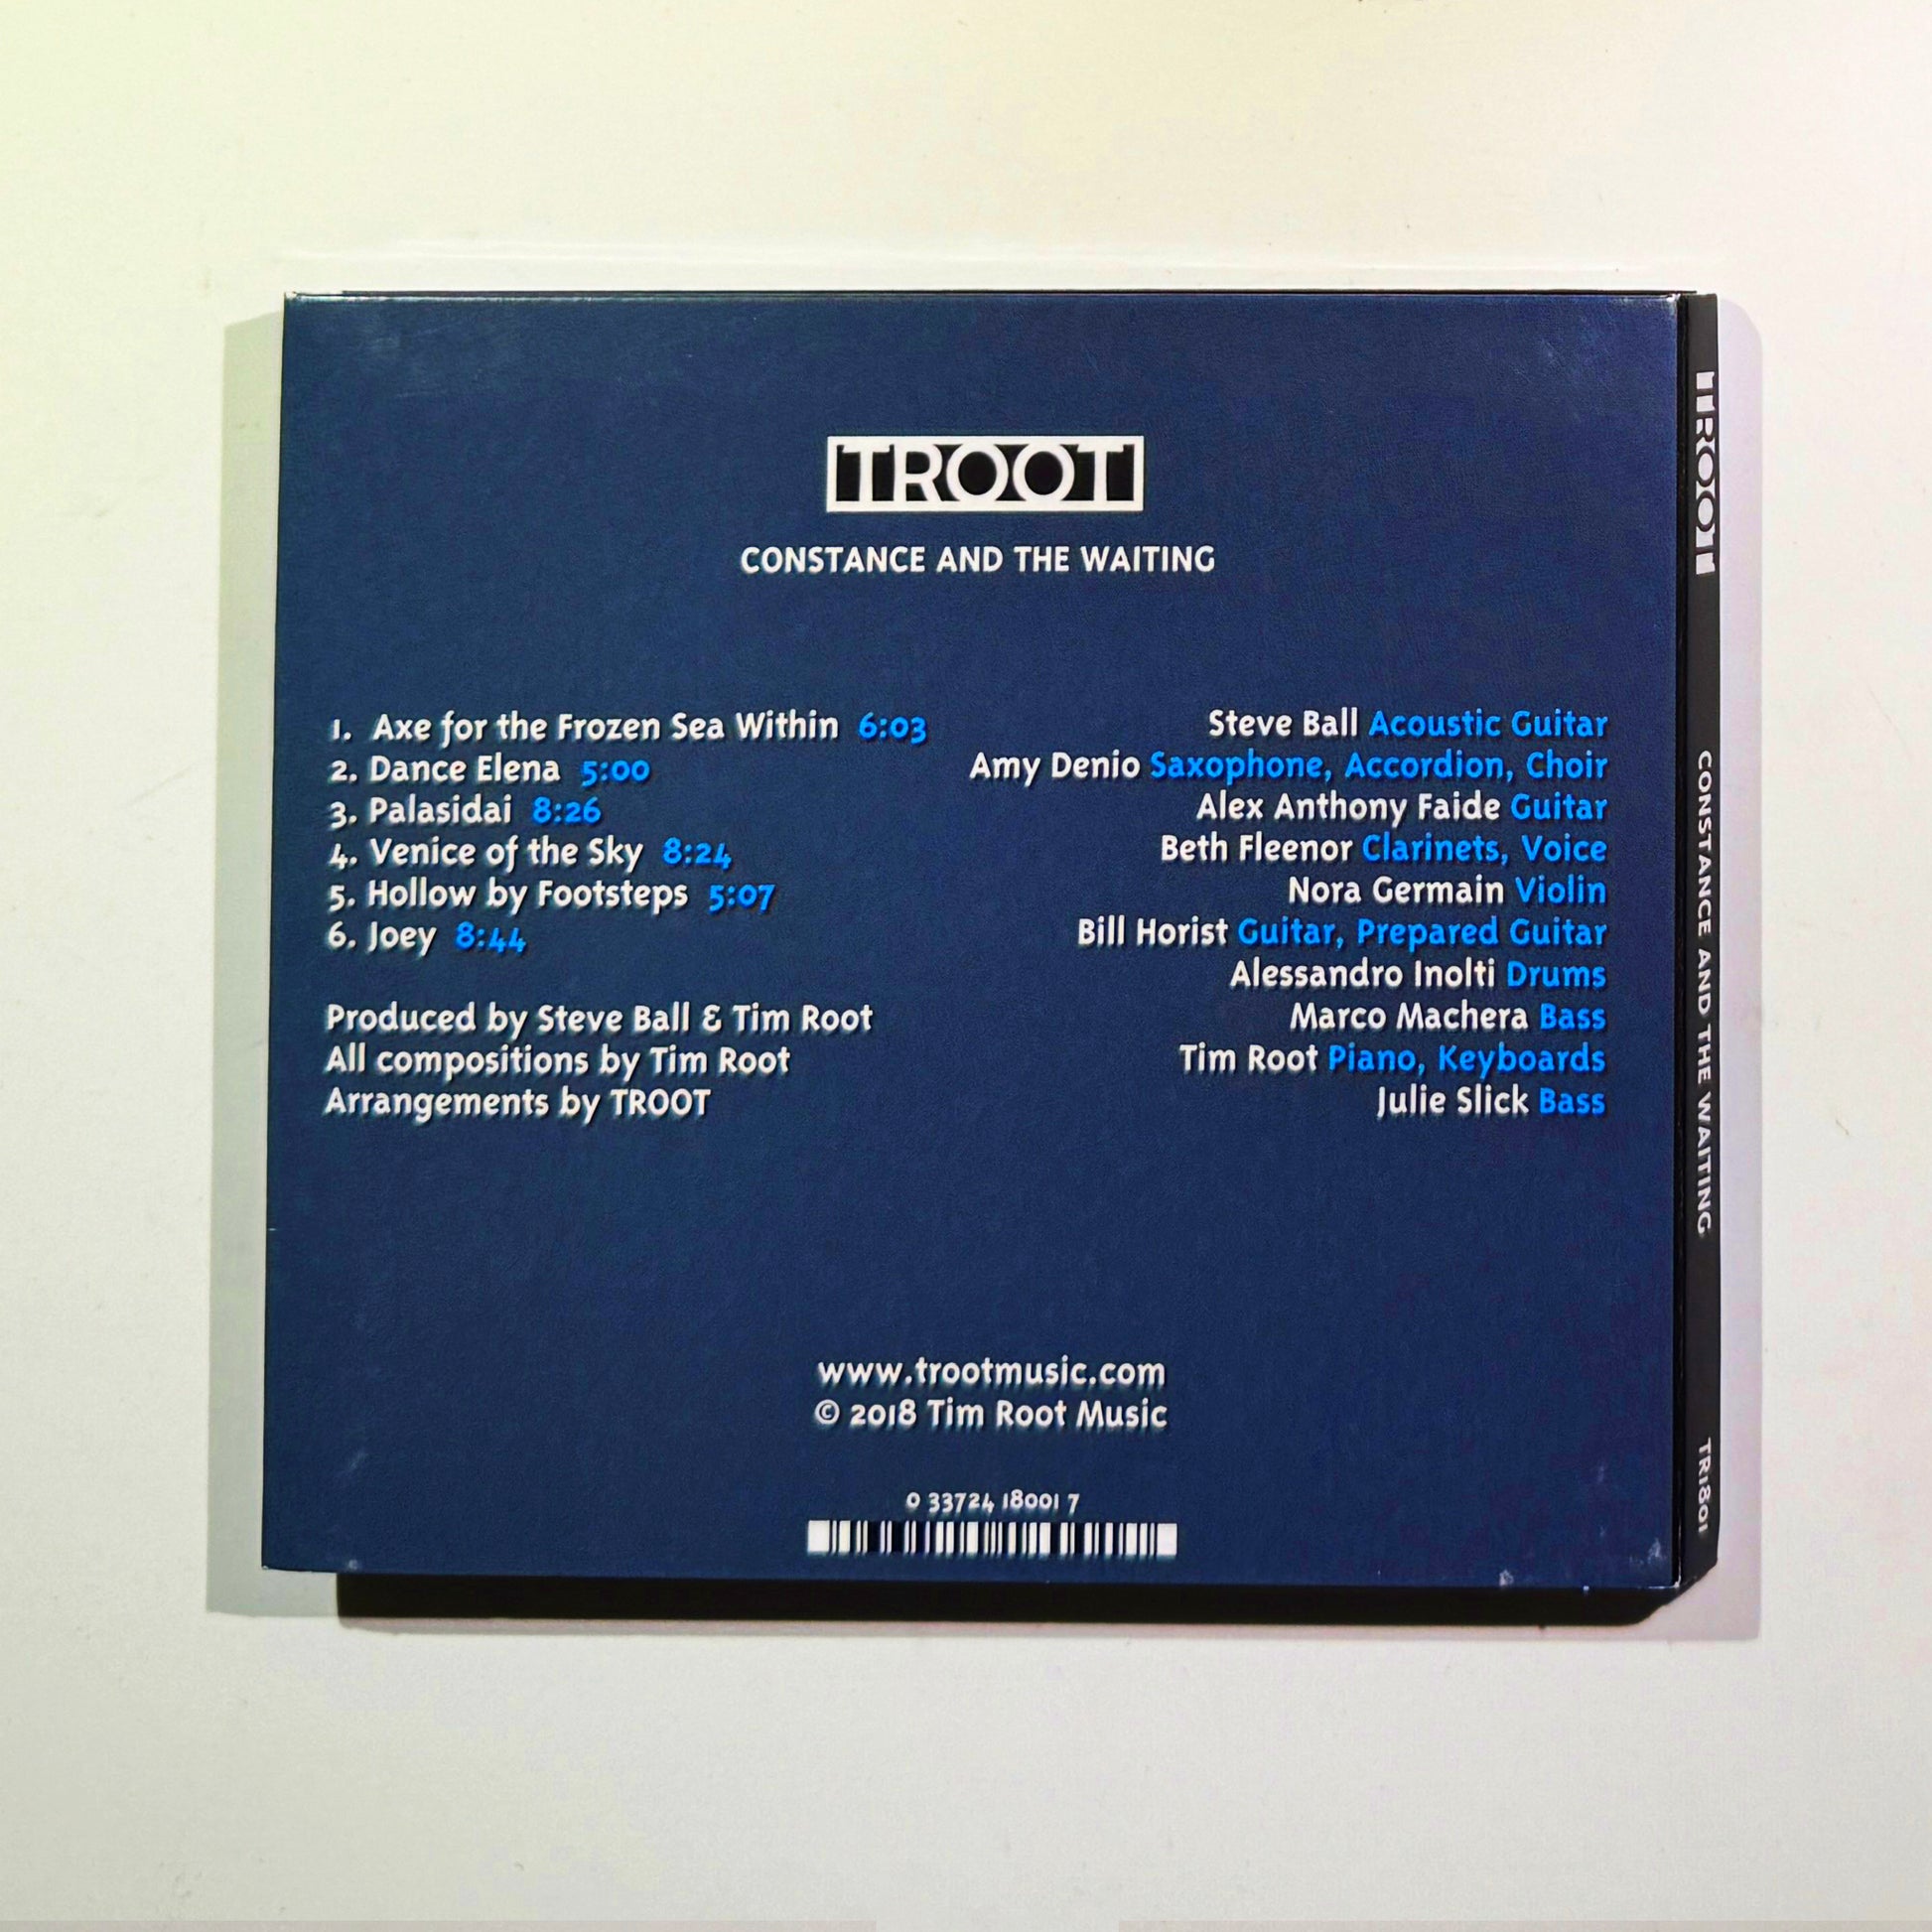 TROOT
CONSTANCE AND THE WAITING
1. Axe for the Frozen Sea Within 6:03
2. Dance Elena 5:00
3. Palasidai 8:26
4. Venice of the Sky 8:24
5. Hollow by Footsteps 5:07
6. Joey 8:44
Produced by Steve Ball & Tim Root
All compositions by Tim Root
Arrangements by TROOT
Steve Ball Acoustic Guitar
Amy Denio Saxophone, Accordion, Choir
Alex Anthony Faide Guitar
Beth Fleenor Clarinets, Voice
Nora Germain Violin
Bill Horist Guitar, Prepared Guitar
Alessandro Inolti Drums
Marco Machera Bass
Tim Root Piano, Keyboards
Julie Slick Bass
www.trootmusic.com
© 2018 Tim Root Music
0 33724 18001 7
TROOT
CONSTANCE AND THE WAITING
TR1801